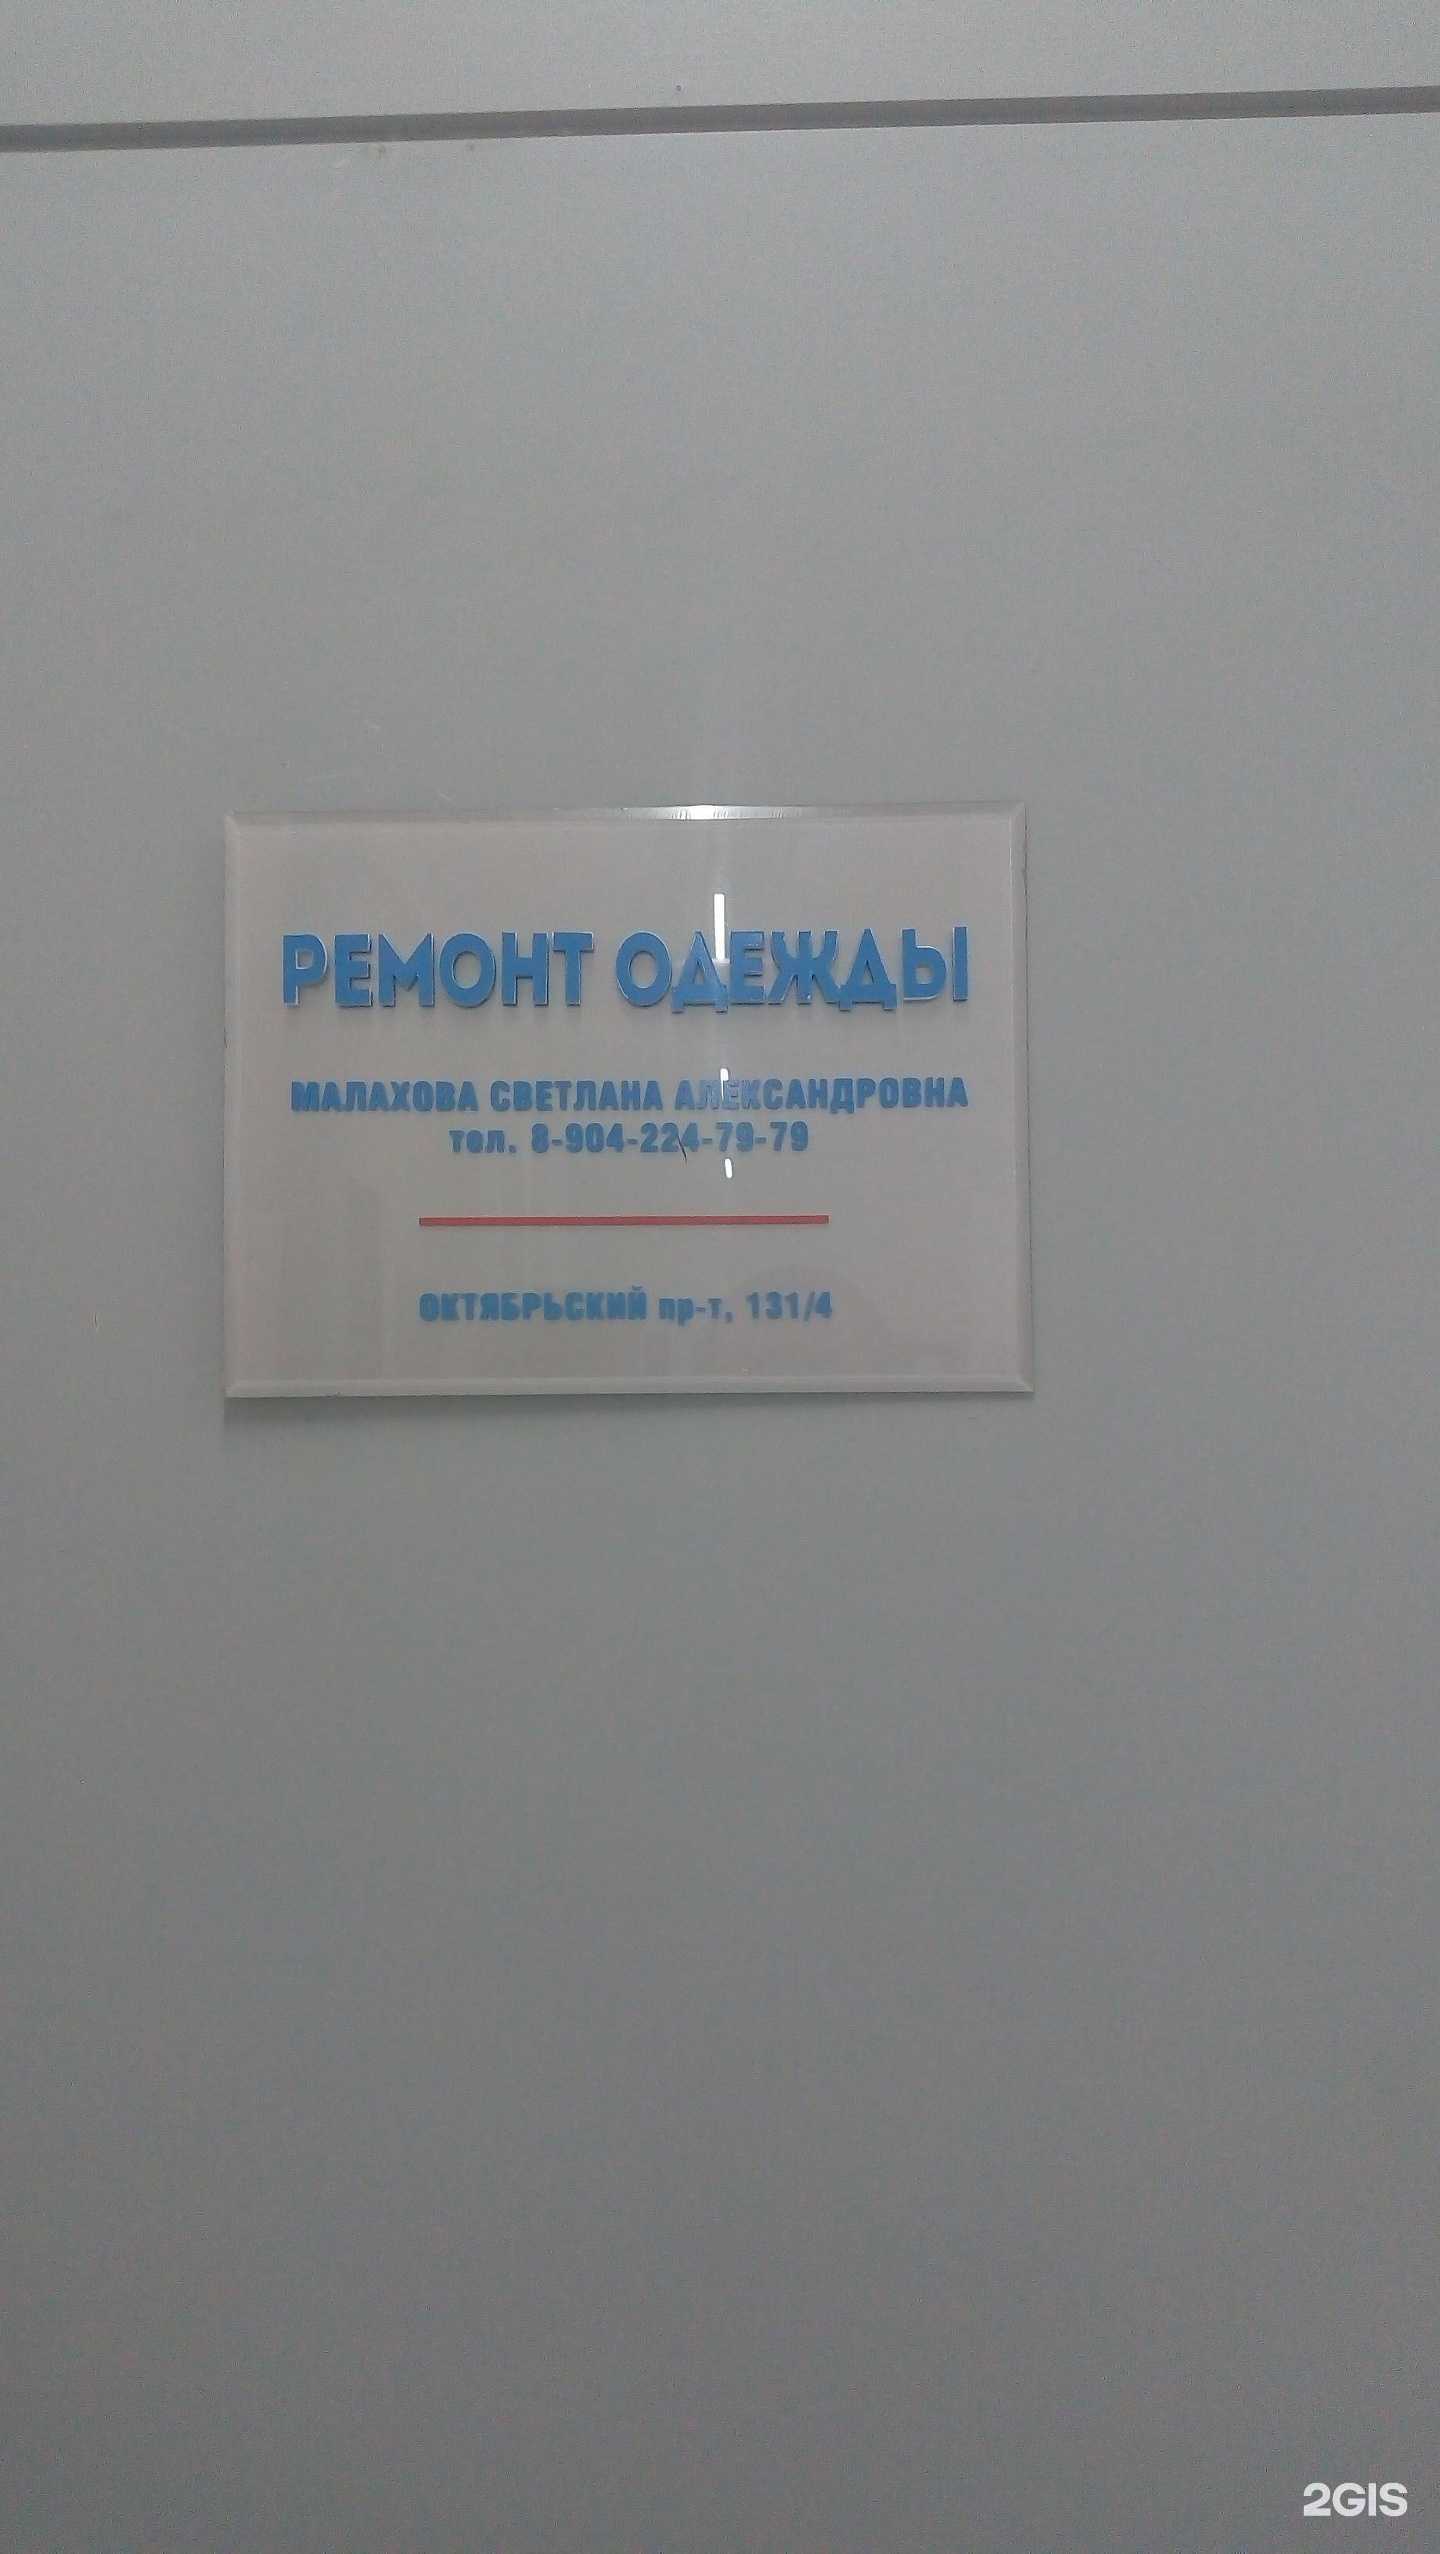 РЕМОНТ ОДЕЖДЫ
МАЛАХОВА СВЕТЛАНА АЛЕКСАНДРОВНА
тел. 8-904-224-79-79
ОКТЯБРЬСКИЙ пр-т, 131/4
2GIS